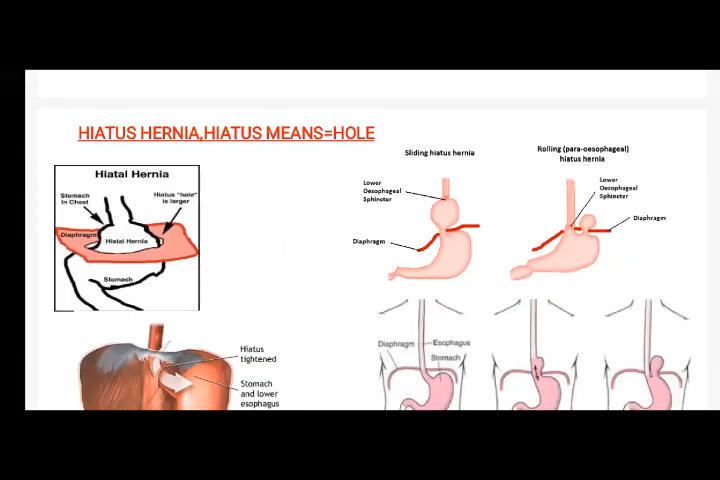 HIATUS HERNIA,HIATUS MEANS=HOLE
Hiatal Hernia
Stomach
In Chest
Hiatus "hole"
is larger
Diaphragm
Hiatal Hernia
Stomach
Sliding hiatus hernia
Lower
Oesophageal
Sphincter
Diaphragm
Rolling (para-oesophageal)
hiatus hernia
Lower
Oesophageal
Sphincter
Diaphragm
Hiatus
tightened
Stomach
and lower
esophagus
Diaphragm
Esophagus
Stomach